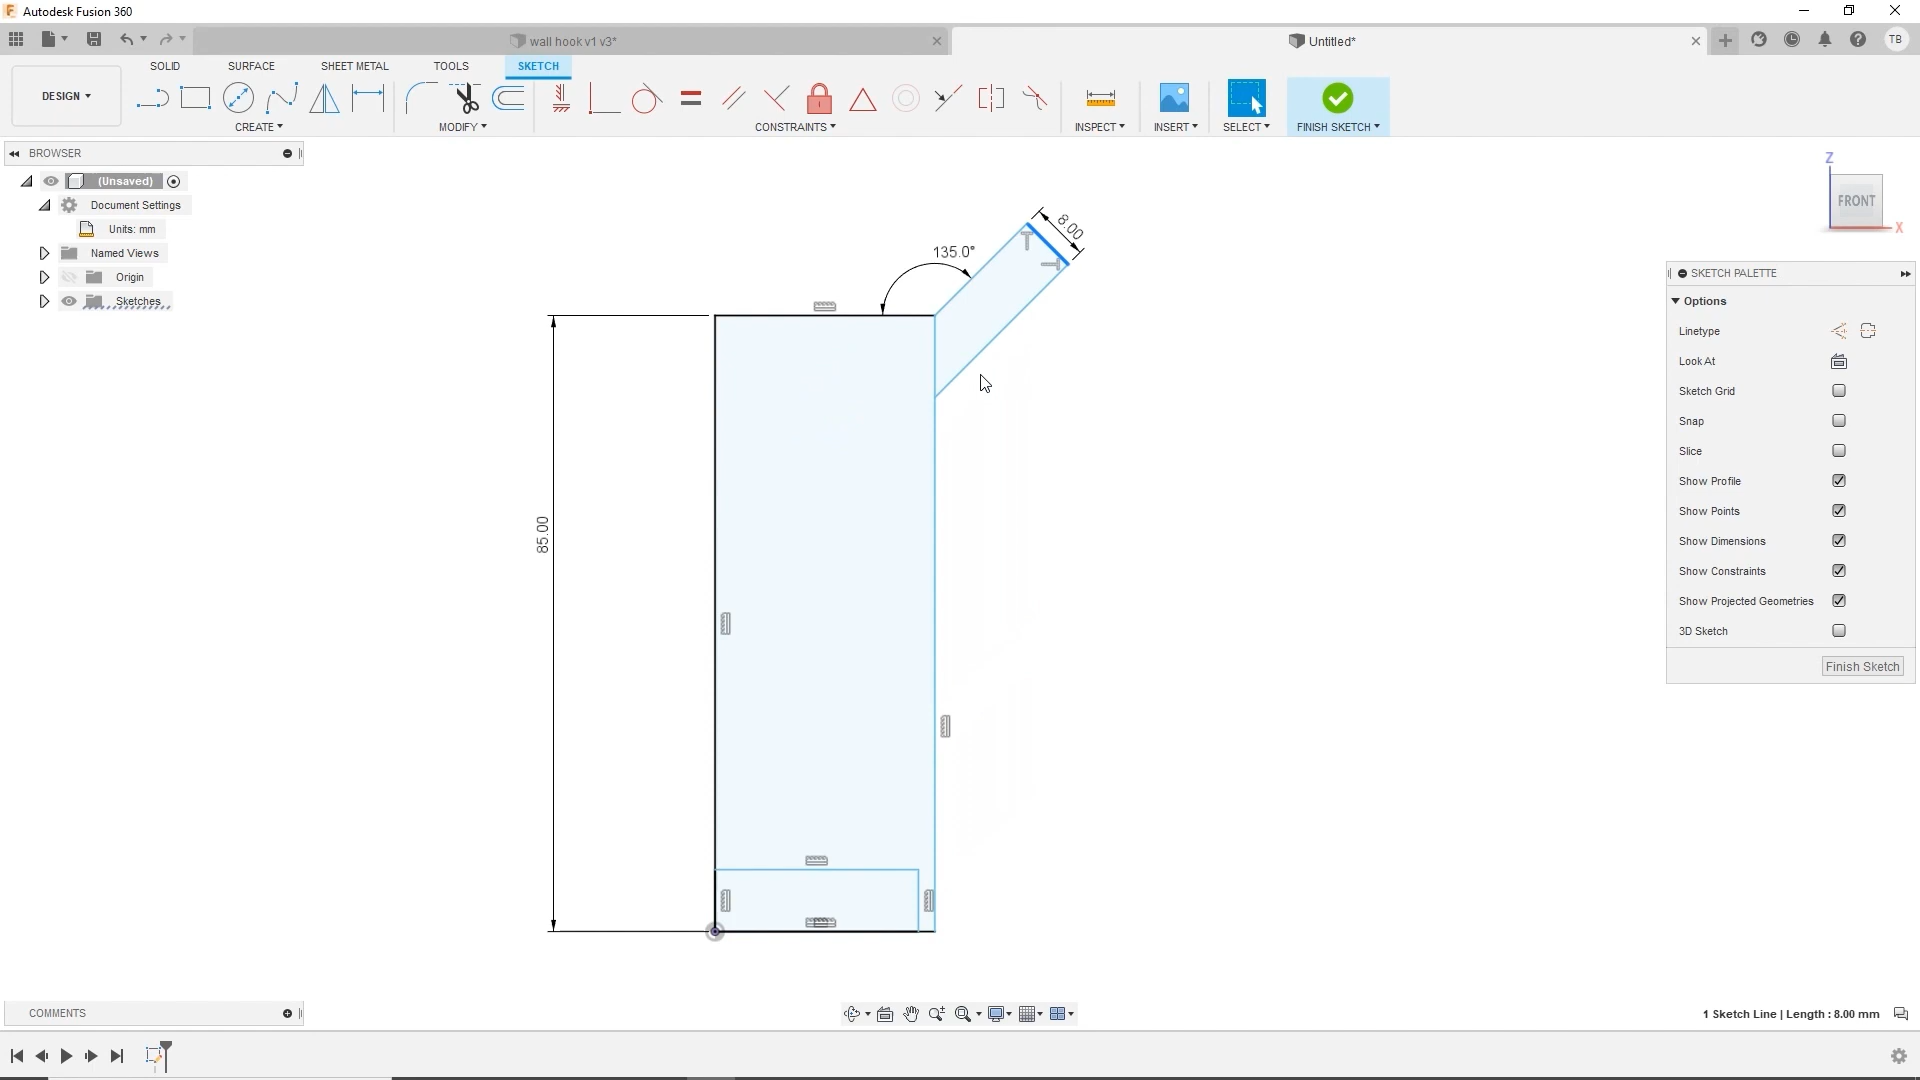 Autodesk Fusion 360
wall hook v1 v3*
Untitled*
TB
DESIGN
SOLID
SURFACE
SHEET METAL
TOOLS
SKETCH
CREATE
MODIFY
CONSTRAINTS
INSPECT
INSERT
SELECT
FINISH SKETCH
BROWSER
(Unsaved)
Document Settings
Units: mm
Named Views
Origin
Sketches
8.00
135.0°
85.00
Z
FRONT
X
SKETCH PALETTE
Options
Linetype
Look At
Sketch Grid
Snap
Slice
Show Profile
Show Points
Show Dimensions
Show Constraints
Show Projected Geometries
3D Sketch
Finish Sketch
COMMENTS
1 Sketch Line | Length : 8.00 mm